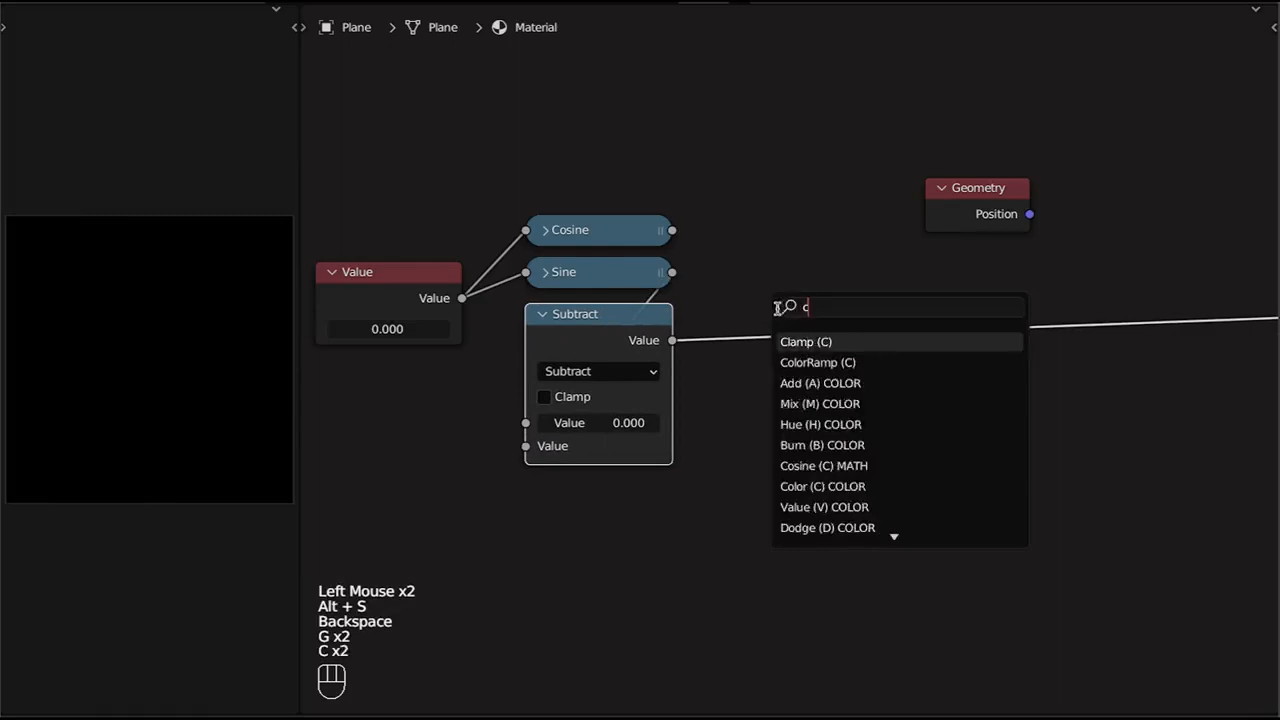 Plane > Plane > Material
Geometry
Position
Cosine
Sine
Value
Value
0.000
Subtract
Value
Subtract
Clamp
Value 0.000
Value
c
Clamp (C)
ColorRamp (C)
Add (A) COLOR
Mix (M) COLOR
Hue (H) COLOR
Burn (B) COLOR
Cosine (C) MATH
Color (C) COLOR
Value (V) COLOR
Dodge (D) COLOR
Left Mouse x2
Alt + S
Backspace
G x2
C x2